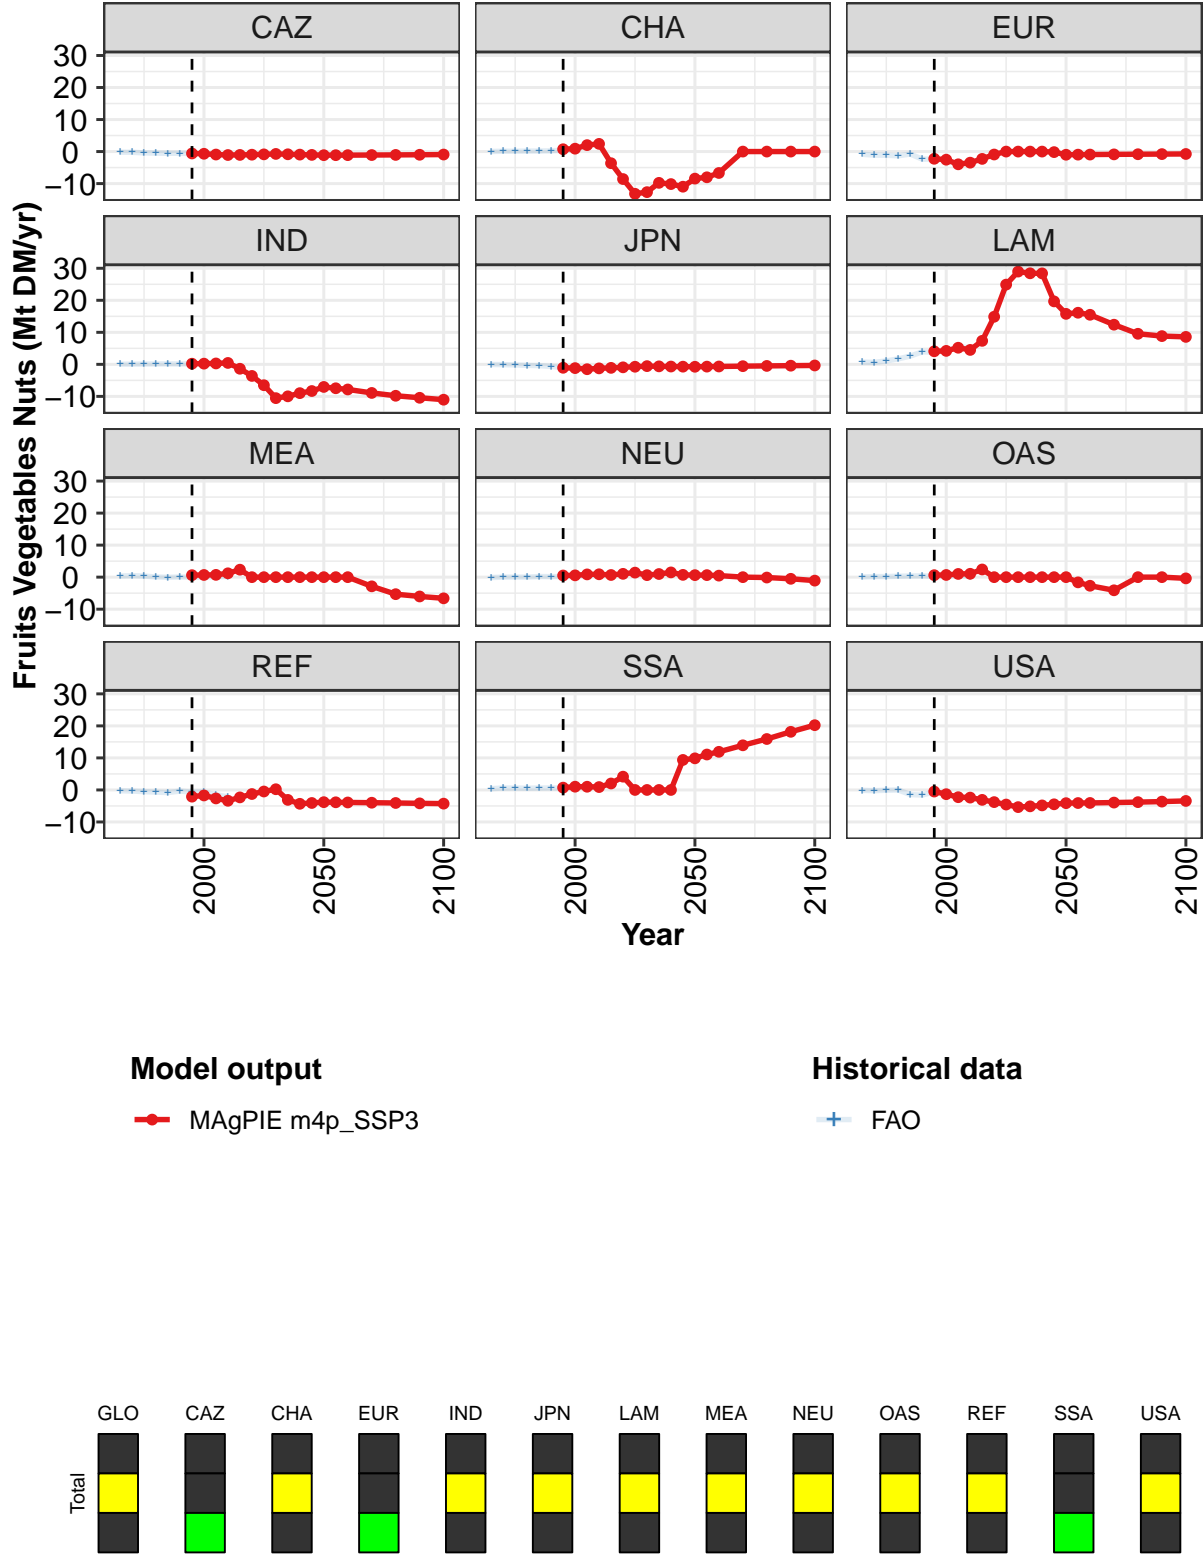 CAZ CHA EUR
30
20
10
0
−10
IND JPN LAM
30
20
10
0
−10
MEA NEU OAS
30
20
10
0
−10
REF SSA USA
30
20
10
0
−10
Fruits Vegetables Nuts (Mt DM/yr)
2000 2050 2100 2000 2050 2100 2000 2050 2100
Year
Model output Historical data
MAgPIE m4p_SSP3 FAO
GLO CAZ CHA EUR IND JPN LAM MEA NEU OAS REF SSA USA
Total